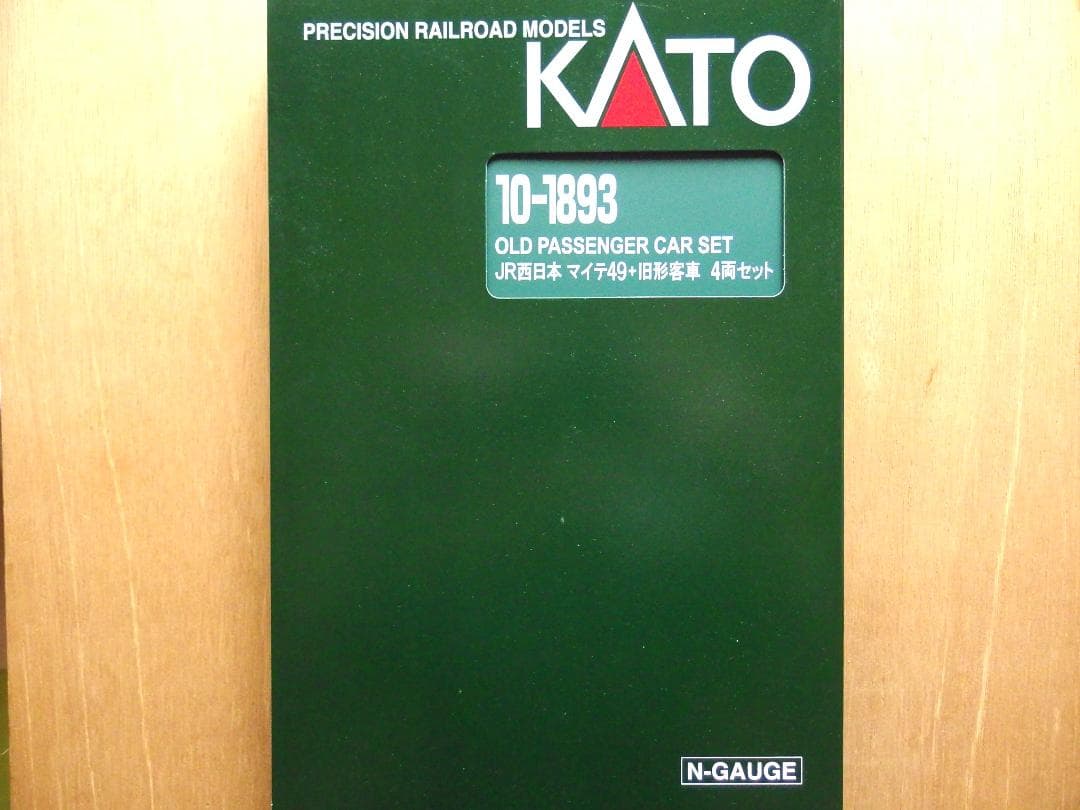 PRECISION RAILROAD MODELS
KATO
10-1893
OLD PASSENGER CAR SET
JR西日本 マイテ49+旧形客車 4両セット
N-GAUGE